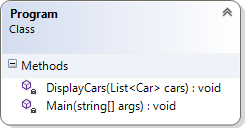 Program
Class
Methods
DisplayCars(List<Car> cars) : void
Main(string[] args) : void